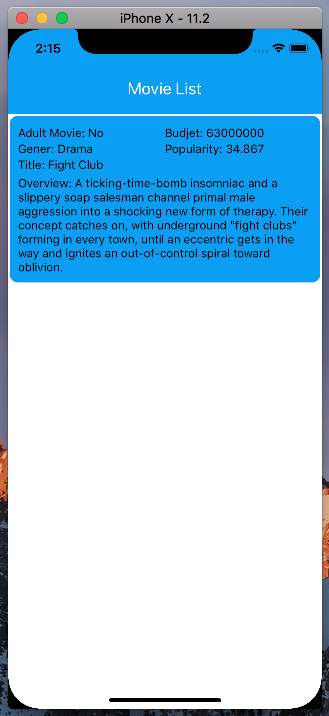 iPhone X - 11.2
2:15
Movie List
Adult Movie: No Budjet: 63000000
Gener: Drama Popularity: 34.867
Title: Fight Club
Overview: A ticking-time-bomb insomniac and a
slippery soap salesman channel primal male
aggression into a shocking new form of therapy. Their
concept catches on, with underground "fight clubs"
forming in every town, until an eccentric gets in the
way and ignites an out-of-control spiral toward
oblivion.